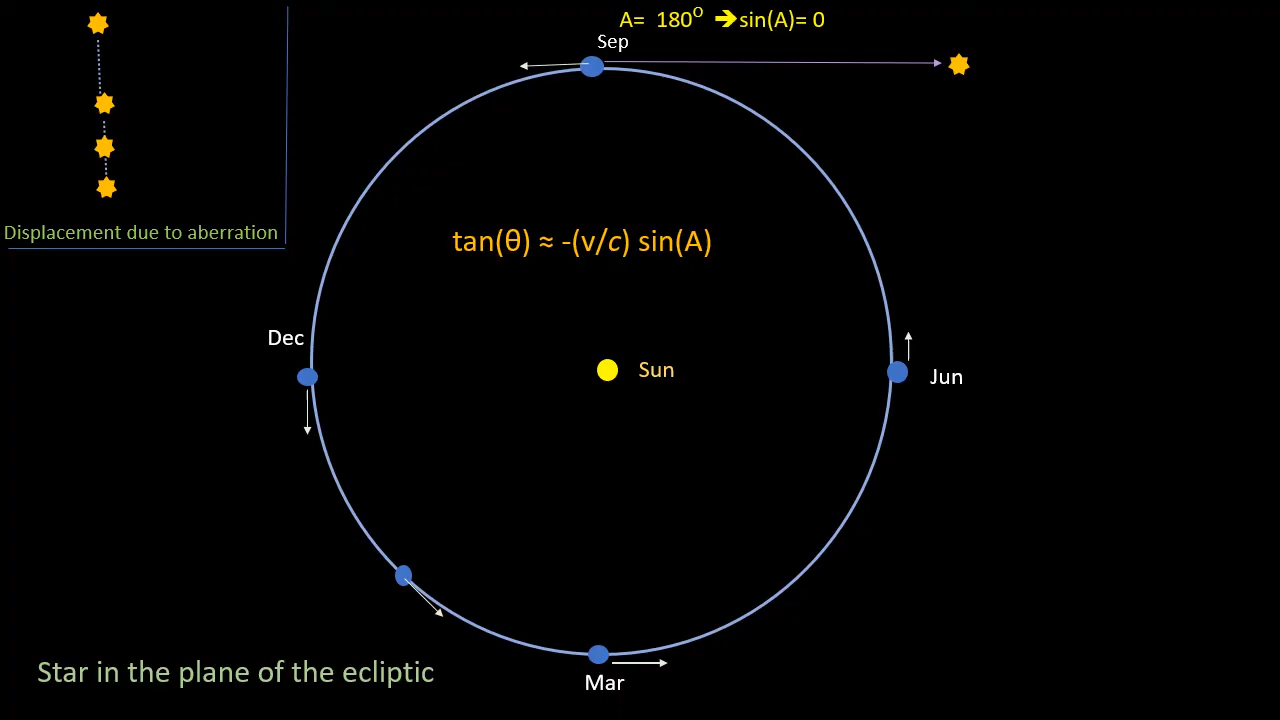 A= 180° ➔sin(A)= 0
Sep
Displacement due to aberration
tan(θ) ≈ -(v/c) sin(A)
Dec
Sun
Jun
Star in the plane of the ecliptic
Mar